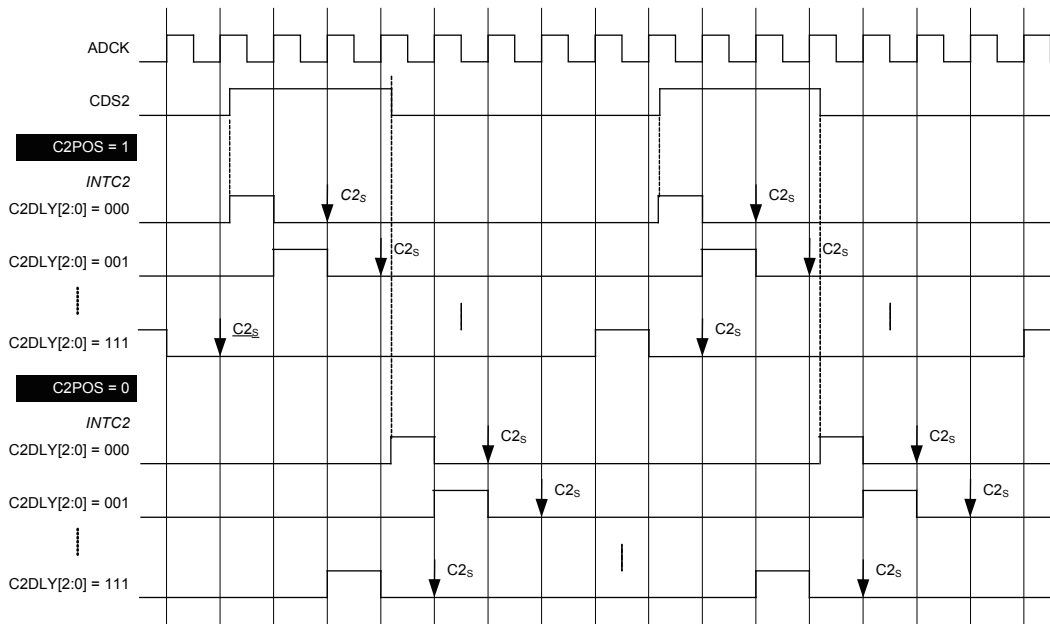 ADCK
CDS2
C2POS = 1
INTC2
C2DLY[2:0] = 000
C2S
C2S
C2DLY[2:0] = 001
C2S
C2S
C2DLY[2:0] = 111
C2S
C2S
C2POS = 0
INTC2
C2DLY[2:0] = 000
C2S
C2S
C2DLY[2:0] = 001
C2S
C2S
C2DLY[2:0] = 111
C2S
C2S